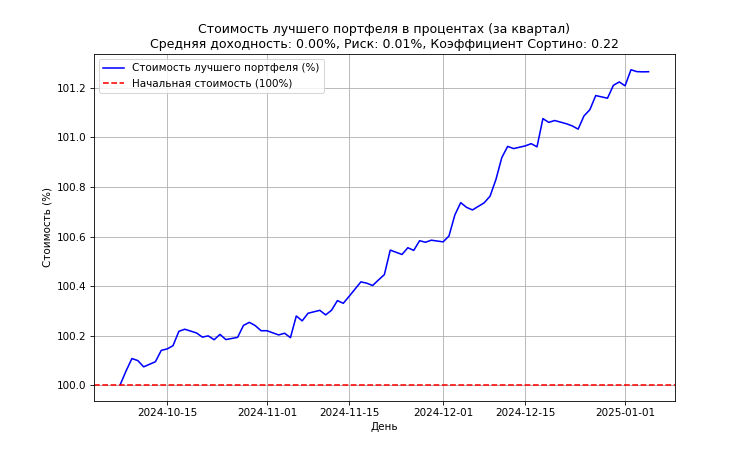 Стоимость лучшего портфеля в процентах (за квартал)
Средняя доходность: 0.00%, Риск: 0.01%, Коэффициент Сортино: 0.22
Стоимость лучшего портфеля (%)
Начальная стоимость (100%)
Стоимость (%)
101.2
101.0
100.8
100.6
100.4
100.2
100.0
2024-10-15
2024-11-01
2024-11-15
2024-12-01
2024-12-15
2025-01-01
День